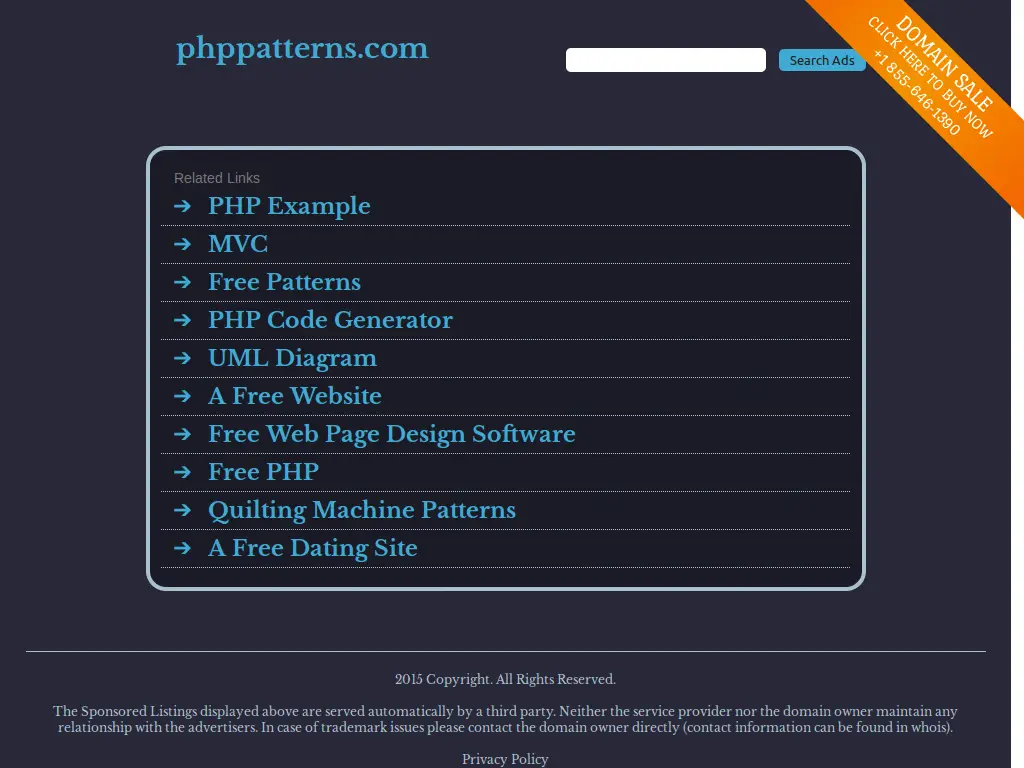 phppatterns.com
Search Ads
DOMAIN SALE
CLICK HERE TO BUY NOW
+1 855-646-1390
Related Links
➔ PHP Example
➔ MVC
➔ Free Patterns
➔ PHP Code Generator
➔ UML Diagram
➔ A Free Website
➔ Free Web Page Design Software
➔ Free PHP
➔ Quilting Machine Patterns
➔ A Free Dating Site
2015 Copyright. All Rights Reserved.
The Sponsored Listings displayed above are served automatically by a third party. Neither the service provider nor the domain owner maintain any
relationship with the advertisers. In case of trademark issues please contact the domain owner directly (contact information can be found in whois).
Privacy Policy